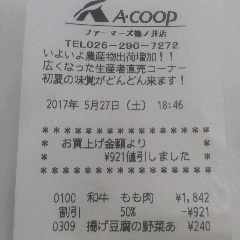 A·COOP
ファーマーズ篠ノ井店
TEL026-290-7272
いよいよ農産物出荷増加!!
広くなった生産者直売コーナー
初夏の味覚がどんどん来ます!
2017年 5月27日(土) 18:46
********************
お買上げ金額より
¥921値引しました
********************
0100 和牛 もも肉 ¥1,842
割引 50% -¥921
0309 揚げ豆腐の野菜あ ¥240